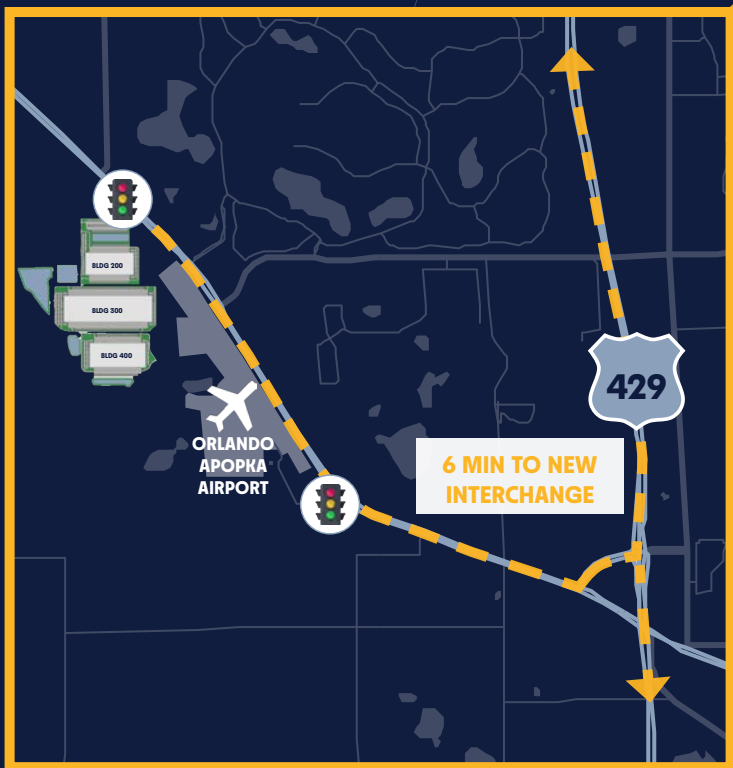 BLDG 200
BLDG 300
BLDG 400
429
ORLANDO
APOPKA
AIRPORT
6 MIN TO NEW
INTERCHANGE